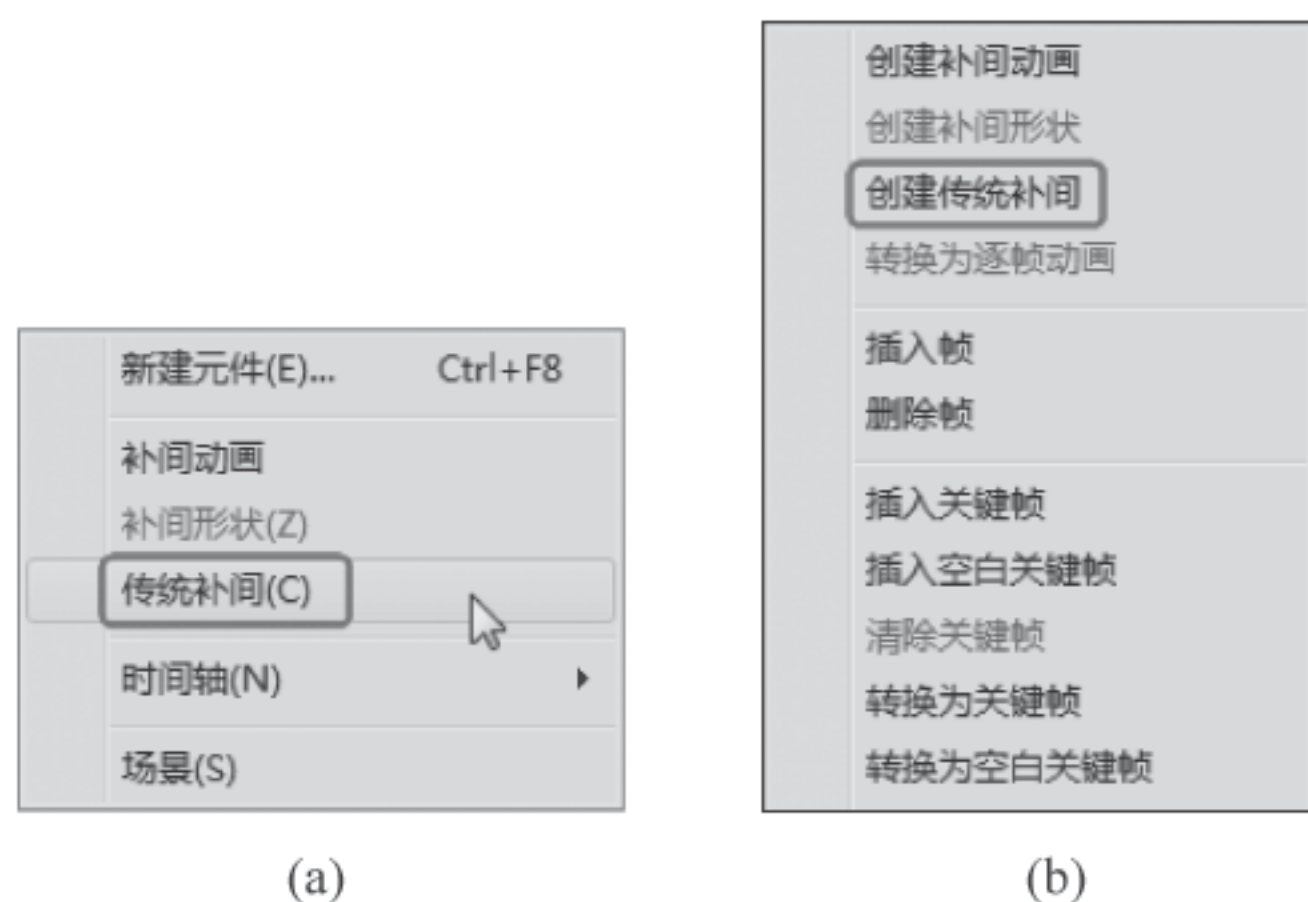 新建元件(E)... Ctrl+F8
补间动画
补间形状(Z)
传统补间(C)
时间轴(N)
场景(S)
(a)
创建补间动画
创建补间形状
创建传统补间
转换为逐帧动画
插入帧
删除帧
插入关键帧
插入空白关键帧
清除关键帧
转换为关键帧
转换为空白关键帧
(b)